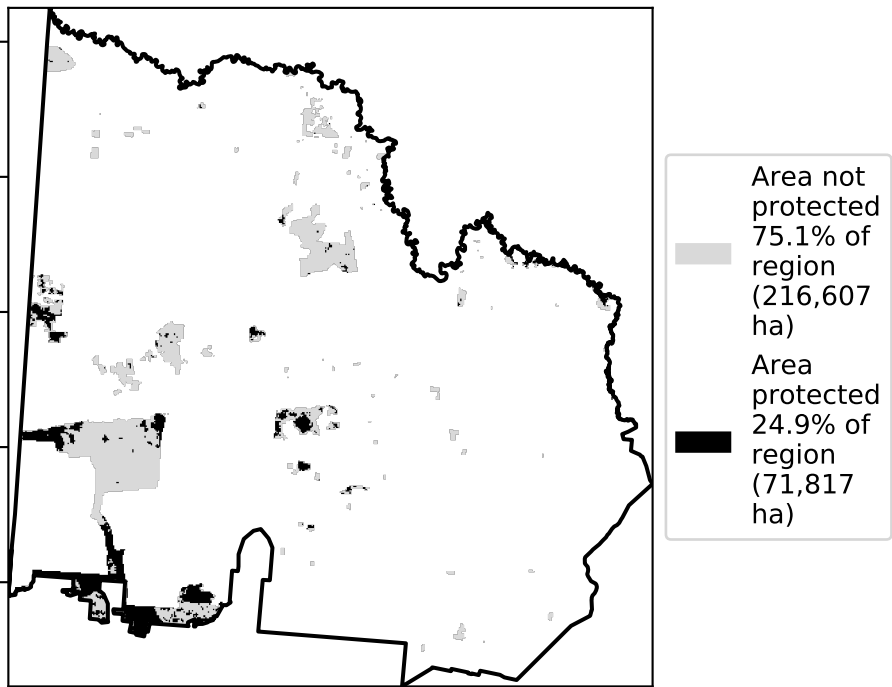 Area not
protected
75.1% of
region
(216,607
ha)
Area
protected
24.9% of
region
(71,817
ha)